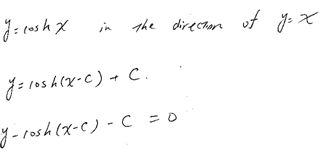 y = cosh x in the direction of y = x
y = cosh(x-c) + c.
y - cosh(x-c) - c = 0